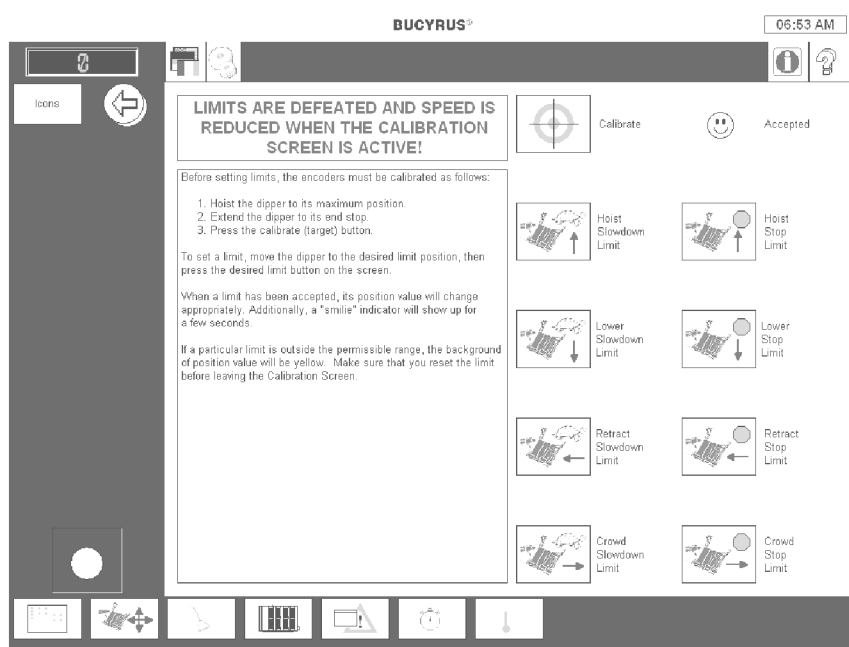 BUCYRUS®
06:53 AM
0
Icons
LIMITS ARE DEFEATED AND SPEED IS
REDUCED WHEN THE CALIBRATION
SCREEN IS ACTIVE!
Calibrate
Accepted
Before setting limits, the encoders must be calibrated as follows:
1. Hoist the dipper to its maximum position.
2. Extend the dipper to its end stop.
3. Press the calibrate (target) button.
To set a limit, move the dipper to the desired limit position, then
press the desired limit button on the screen.
When a limit has been accepted, its position value will change
appropriately. Additionally, a "smilie" indicator will show up for
a few seconds.
If a particular limit is outside the permissible range, the background
of position value will be yellow. Make sure that you reset the limit
before leaving the Calibration Screen.
Hoist
Slowdown
Limit
Hoist
Stop
Limit
Lower
Slowdown
Limit
Lower
Stop
Limit
Retract
Slowdown
Limit
Retract
Stop
Limit
Crowd
Slowdown
Limit
Crowd
Stop
Limit